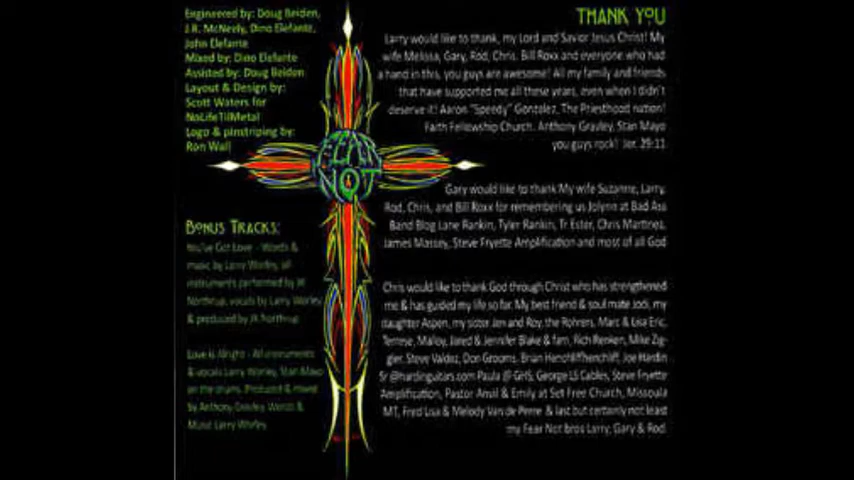 Engineered by: Doug Beiden,
J.R. McNeely, Dino Elefante,
John Elefante
Mixed by: Dino Elefante
Assisted by: Doug Beiden
Layout & Design by:
Scott Waters for
NoLifeTilMetal
Logo & pinstriping by:
Ron Wall
FEAR
NOT
BONUS TRACKS:
You've Got Love - Words &
music by Larry Worley, all
instruments performed by JK
Northrup, vocals by Larry Worley
& produced by JK Northrup
Love Is Alright - All instruments
& vocals Larry Worley, Stan Mayo
on the drums. Produced & mixed
by Anthony Gravley. Words &
Music Larry Worley
THANK YOU
Larry would like to thank, my Lord and Savior Jesus Christ! My
wife Melissa, Gary, Rod, Chris, Bill Roxx and everyone who had
a hand in this, you guys are awesome! All my family and friends
that have supported me all these years, even when I didn't
deserve it! Aaron "Speedy" Gonzalez, The Priesthood nation!
Faith Fellowship Church, Anthony Gravley, Stan Mayo
you guys rock! Jer. 29:11
Gary would like to thank My wife Suzanne, Larry,
Rod, Chris, and Bill Roxx for remembering us Jolynn at Bad Ass
Band Blog Lane Rankin, Tyler Rankin, Tr Ester, Chris Martinez,
James Massey, Steve Fryette Amplification and most of all God
Chris would like to thank God through Christ who has strengthened
me & has guided my life so far. My best friend & soul mate Jodi, my
daughter Aspen, my sister Jan and Roy, the Rohrers, Marc & Lisa Eric,
Terrese, Malloy, Jared & Jennifer Blake & fam, Rich Renken, Mike Zig-
gler, Steve Valdez, Don Grooms, Brian Joe Hardin
Sr @hardinguitars.com Paula @ GHS, George LS Cables, Steve Fryette
Amplification, Pastor Anvil & Emily at Set Free Church, Missoula
MT, Fred Lisa & Melody Van de Perre & last but certainly not least
my Fear Not bros Larry, Gary & Rod